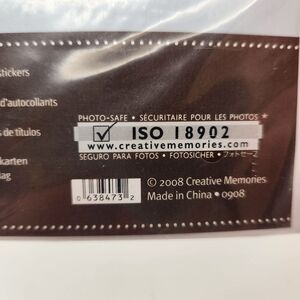 stickers
d'autocollants
s de títulos
karten
lag
PHOTO-SAFE • SÉCURITAIRE POUR LES PHOTOS
ISO 18902
www.creativememories.com
SEGURO PARA FOTOS • FOTOSICHER • フォトセーフ
0 638473 2
© 2008 Creative Memories
Made in China • 0908